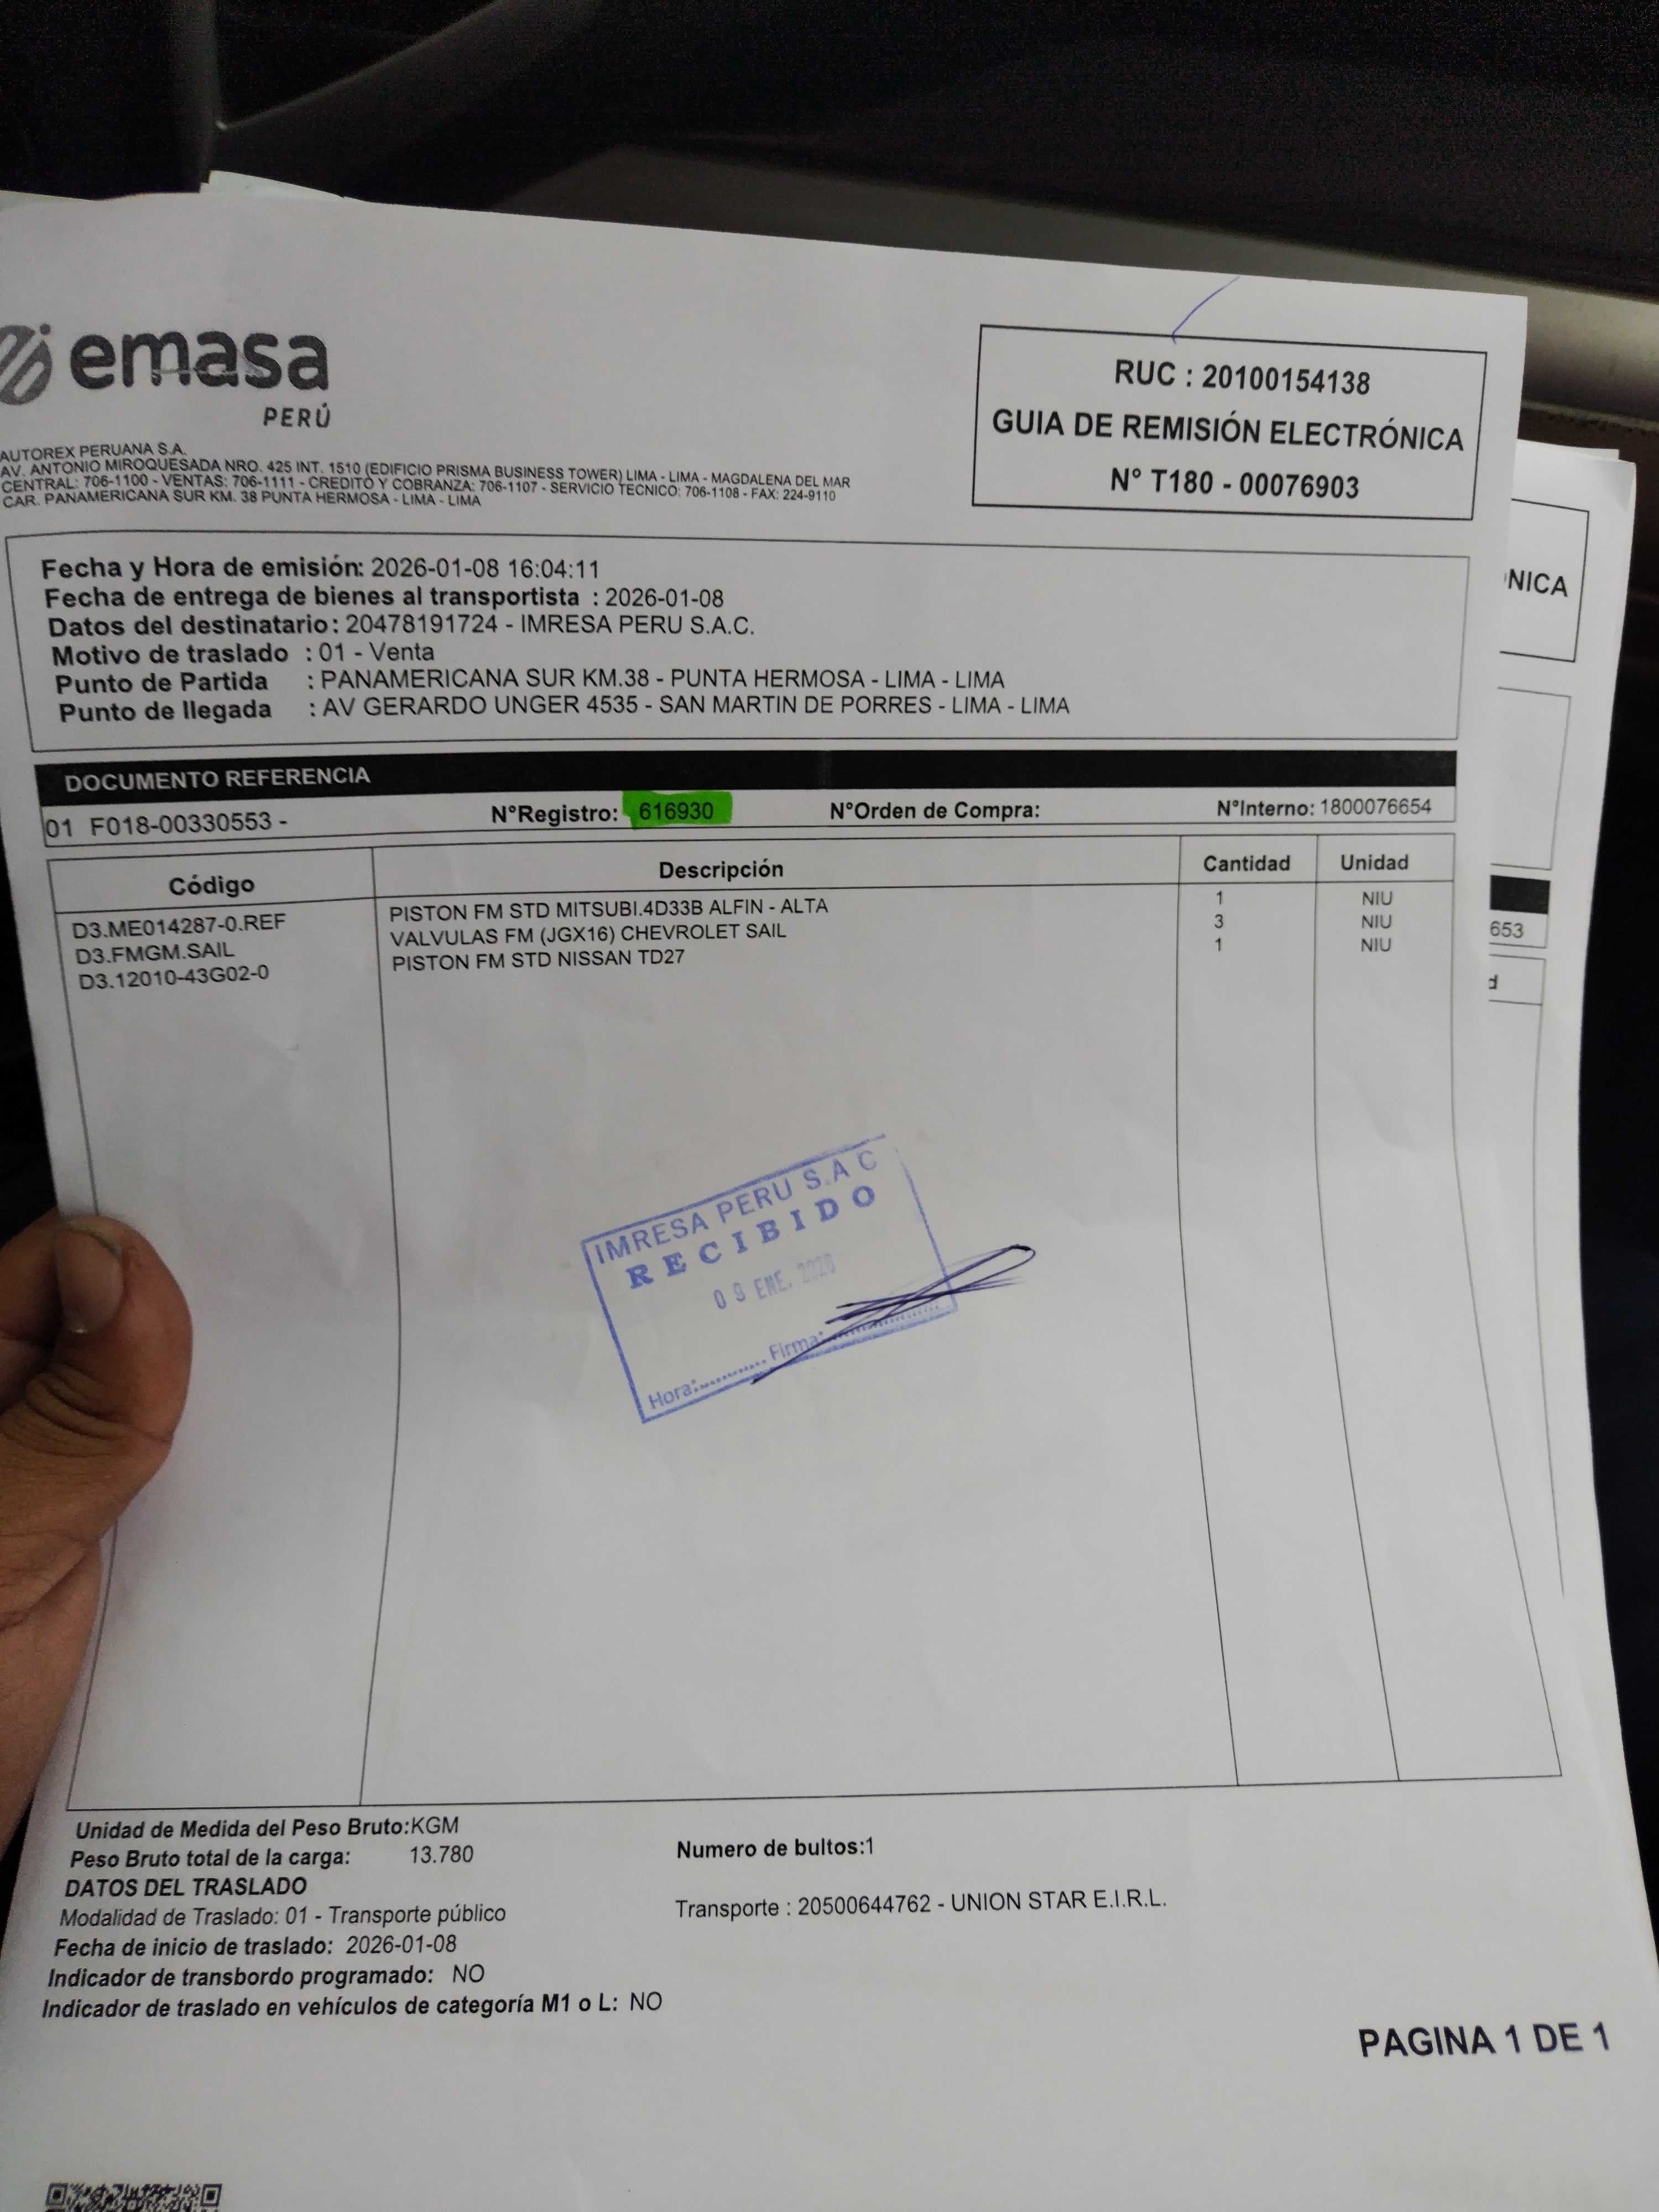 emasa
PERÚ
RUC : 20100154138
GUIA DE REMISIÓN ELECTRÓNICA
N° T180 - 00076903
AUTOREX PERUANA S.A.
AV. ANTONIO MIROQUESADA NRO. 425 INT. 1510 (EDIFICIO PRISMA BUSINESS TOWER) LIMA - LIMA - MAGDALENA DEL MAR
CENTRAL: 706-1100 - VENTAS: 706-1111 - CREDITO Y COBRANZA: 706-1107 - SERVICIO TECNICO: 706-1108 - FAX: 224-9110
CAR. PANAMERICANA SUR KM. 38 PUNTA HERMOSA - LIMA - LIMA
Fecha y Hora de emisión: 2026-01-08 16:04:11
Fecha de entrega de bienes al transportista : 2026-01-08
Datos del destinatario: 20478191724 - IMRESA PERU S.A.C.
Motivo de traslado : 01 - Venta
Punto de Partida : PANAMERICANA SUR KM.38 - PUNTA HERMOSA - LIMA - LIMA
Punto de llegada : AV GERARDO UNGER 4535 - SAN MARTIN DE PORRES - LIMA - LIMA
DOCUMENTO REFERENCIA
01 F018-00330553 - N°Registro: 616930 N°Orden de Compra: N°Interno: 1800076654
Código Descripción Cantidad Unidad
D3.ME014287-0.REF PISTON FM STD MITSUBI.4D33B ALFIN - ALTA 1 NIU
D3.FMGM.SAIL VALVULAS FM (JGX16) CHEVROLET SAIL 3 NIU
D3.12010-43G02-0 PISTON FM STD NISSAN TD27 1 NIU
IMRESA PERU S.A C
RECIBIDO
09 ENE. 2026
Hora:............ Firma:....................
Unidad de Medida del Peso Bruto:KGM
Peso Bruto total de la carga: 13.780
Numero de bultos:1
DATOS DEL TRASLADO
Modalidad de Traslado: 01 - Transporte público
Transporte : 20500644762 - UNION STAR E.I.R.L.
Fecha de inicio de traslado: 2026-01-08
Indicador de transbordo programado: NO
Indicador de traslado en vehículos de categoría M1 o L: NO
PAGINA 1 DE 1
NICA
653
d